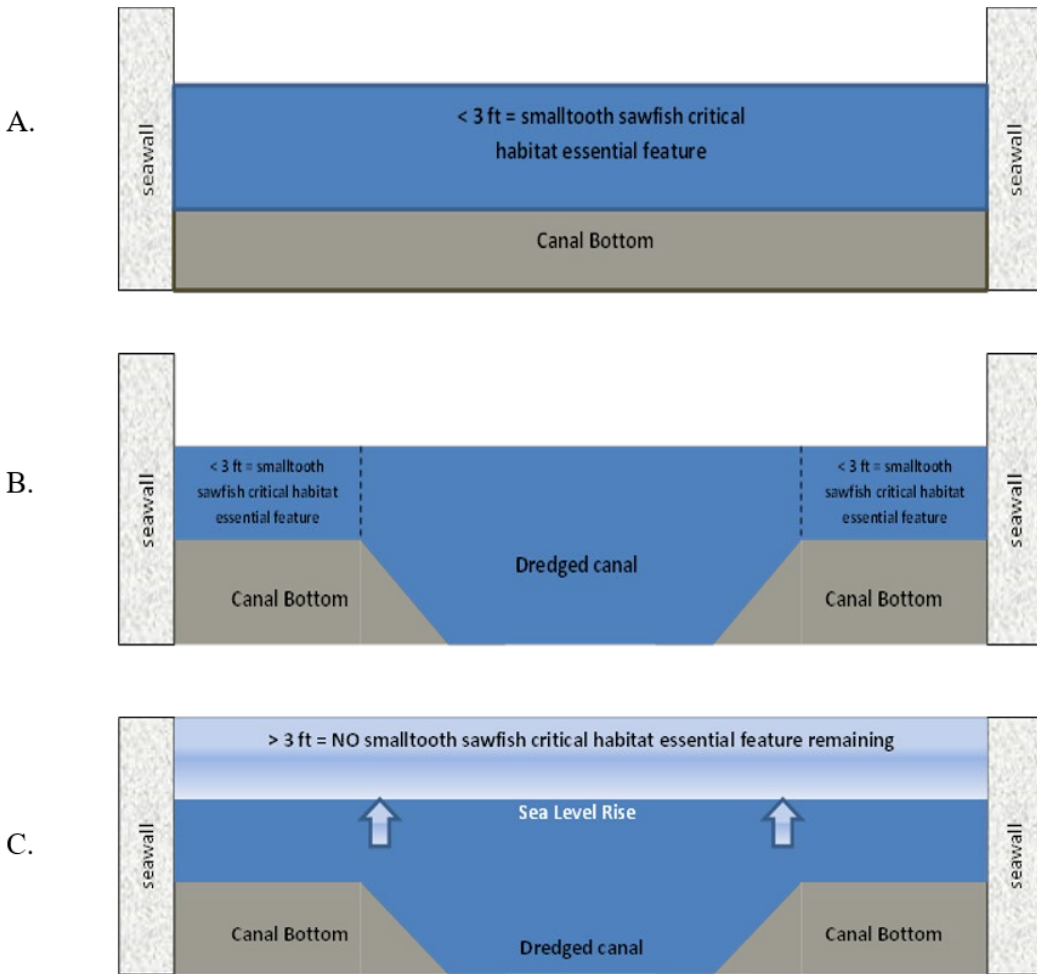 A.
seawall
< 3 ft = smalltooth sawfish critical
habitat essential feature
Canal Bottom
seawall
B.
seawall
< 3 ft = smalltooth
sawfish critical habitat
essential feature
Canal Bottom
Dredged canal
< 3 ft = smalltooth
sawfish critical habitat
essential feature
Canal Bottom
seawall
C.
seawall
> 3 ft = NO smalltooth sawfish critical habitat essential feature remaining
Sea Level Rise
Canal Bottom
Dredged canal
Canal Bottom
seawall